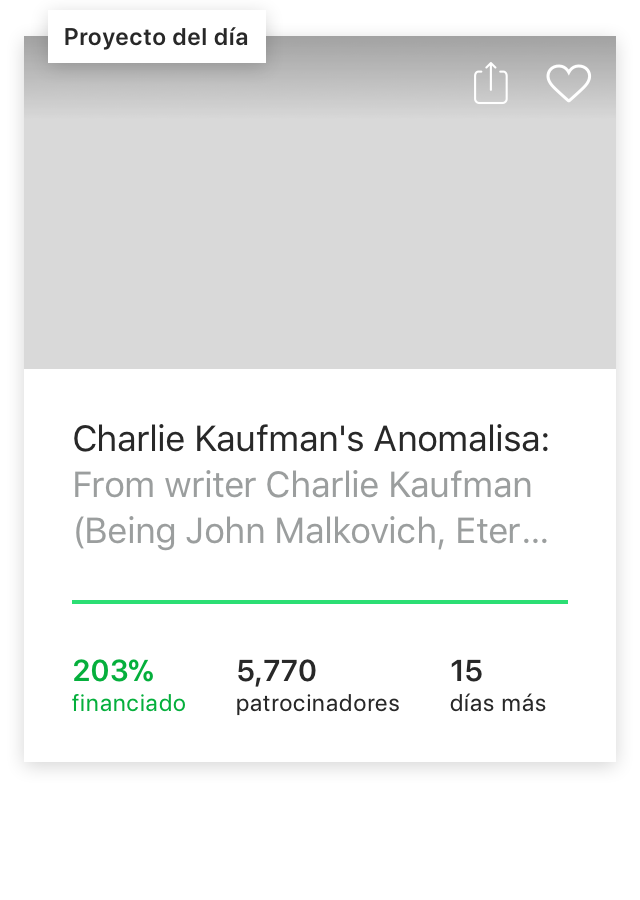 Proyecto del día
Charlie Kaufman's Anomalisa:
From writer Charlie Kaufman
(Being John Malkovich, Eter...
203% 5,770 15
financiado patrocinadores días más